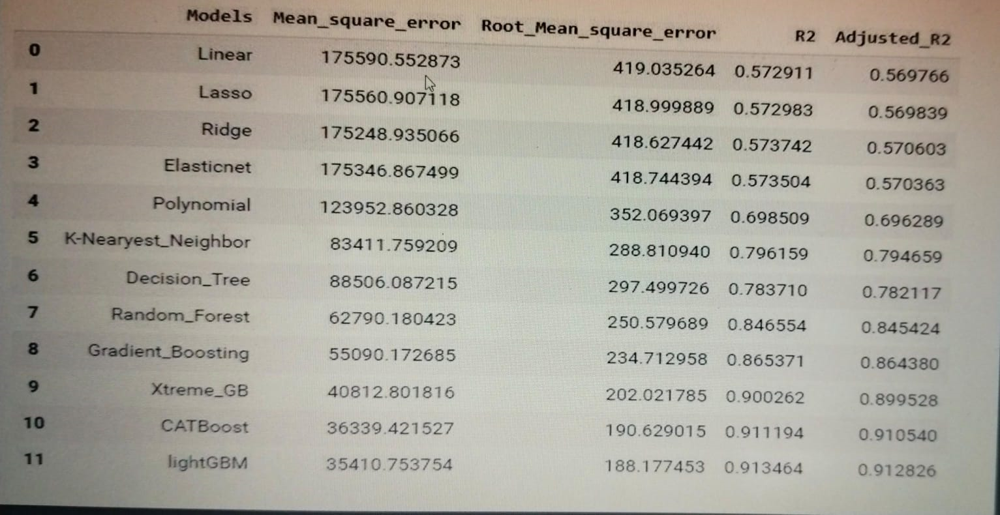 Models Mean_square_error Root_Mean_square_error R2 Adjusted_R2
0 Linear 175590.552873 419.035264 0.572911 0.569766
1 Lasso 175560.907118 418.999889 0.572983 0.569839
2 Ridge 175248.935066 418.627442 0.573742 0.570603
3 Elasticnet 175346.867499 418.744394 0.573504 0.570363
4 Polynomial 123952.860328 352.069397 0.698509 0.696289
5 K-Nearyest_Neighbor 83411.759209 288.810940 0.796159 0.794659
6 Decision_Tree 88506.087215 297.499726 0.783710 0.782117
7 Random_Forest 62790.180423 250.579689 0.846554 0.845424
8 Gradient_Boosting 55090.172685 234.712958 0.865371 0.864380
9 Xtreme_GB 40812.801816 202.021785 0.900262 0.899528
10 CATBoost 36339.421527 190.629015 0.911194 0.910540
11 lightGBM 35410.753754 188.177453 0.913464 0.912826